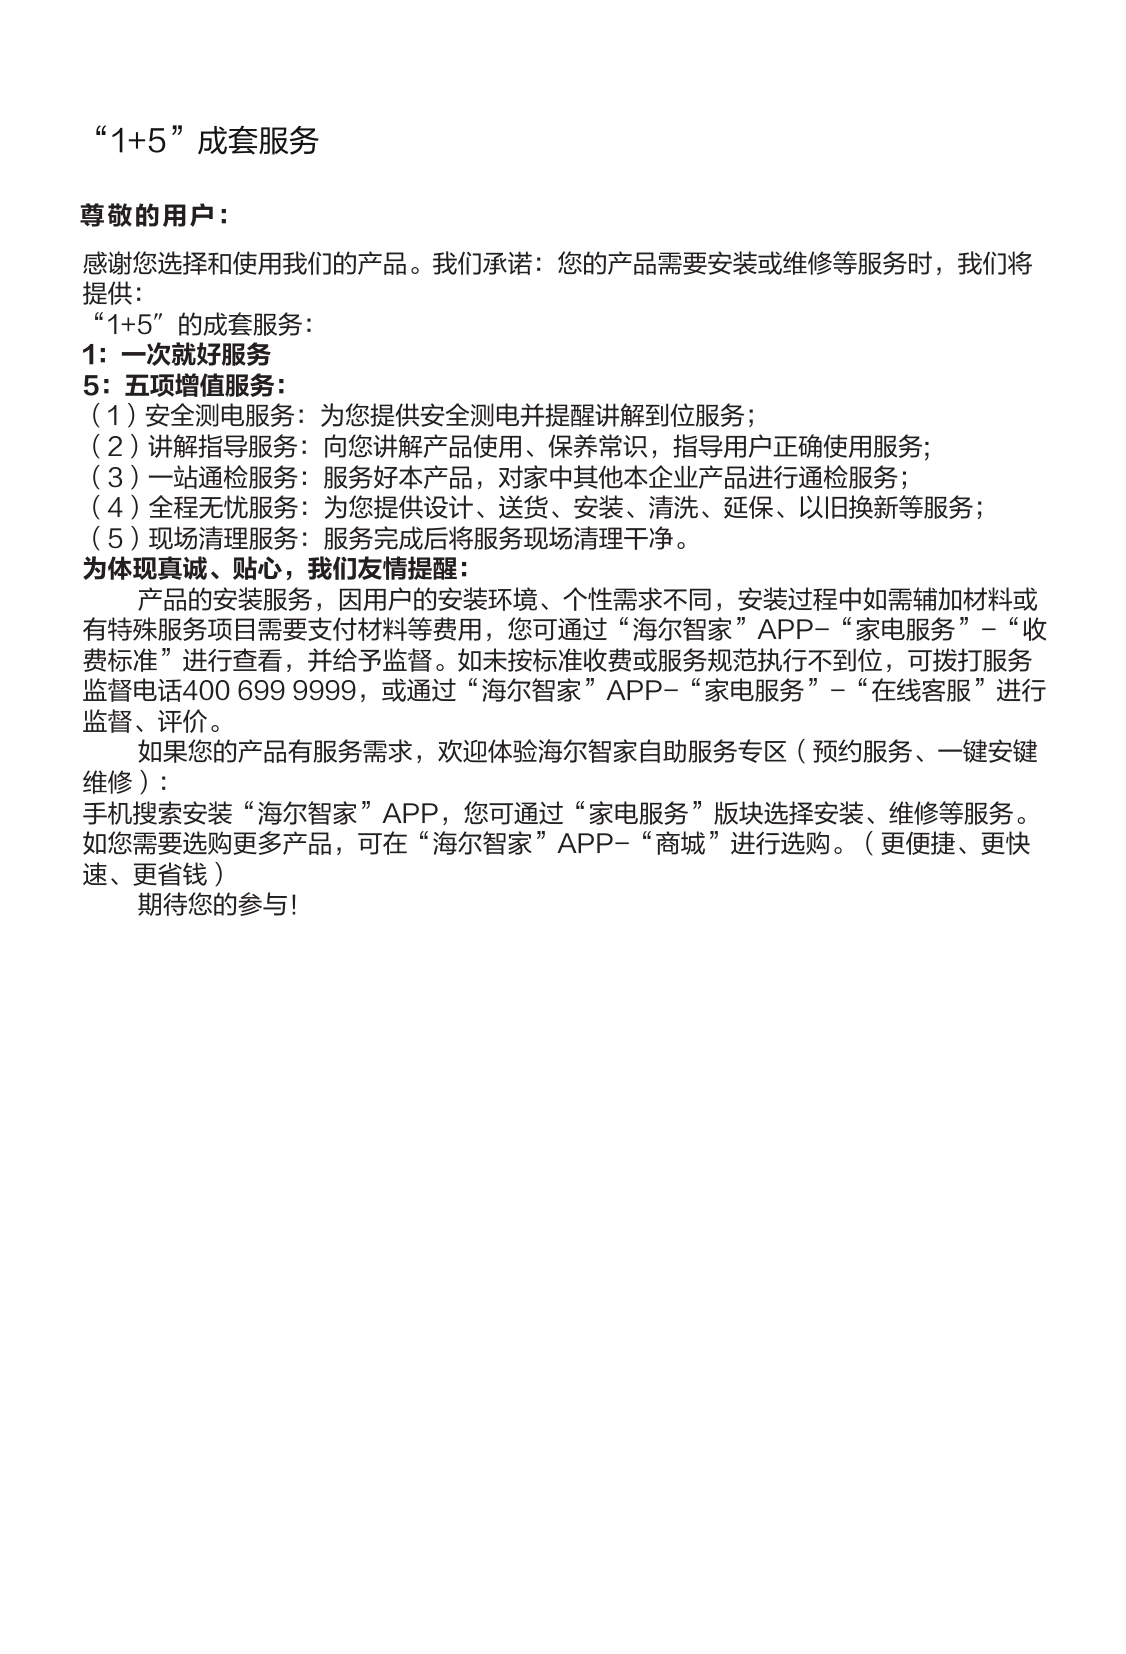 “1+5”成套服务
尊敬的用户：
感谢您选择和使用我们的产品。我们承诺：您的产品需要安装或维修等服务时，我们将
提供：
“1+5″的成套服务：
1：一次就好服务
5：五项增值服务：
（1）安全测电服务：为您提供安全测电并提醒讲解到位服务；
（2）讲解指导服务：向您讲解产品使用、保养常识，指导用户正确使用服务；
（3）一站通检服务：服务好本产品，对家中其他本企业产品进行通检服务；
（4）全程无忧服务：为您提供设计、送货、安装、清洗、延保、以旧换新等服务；
（5）现场清理服务：服务完成后将服务现场清理干净。
为体现真诚、贴心，我们友情提醒：
产品的安装服务，因用户的安装环境、个性需求不同，安装过程中如需辅加材料或
有特殊服务项目需要支付材料等费用，您可通过“海尔智家”APP-“家电服务”-“收
费标准”进行查看，并给予监督。如未按标准收费或服务规范执行不到位，可拨打服务
监督电话400 699 9999，或通过“海尔智家”APP-“家电服务”-“在线客服”进行
监督、评价。
如果您的产品有服务需求，欢迎体验海尔智家自助服务专区（预约服务、一键安键
维修）：
手机搜索安装“海尔智家”APP，您可通过“家电服务”版块选择安装、维修等服务。
如您需要选购更多产品，可在“海尔智家”APP-“商城”进行选购。（更便捷、更快
速、更省钱）
期待您的参与！